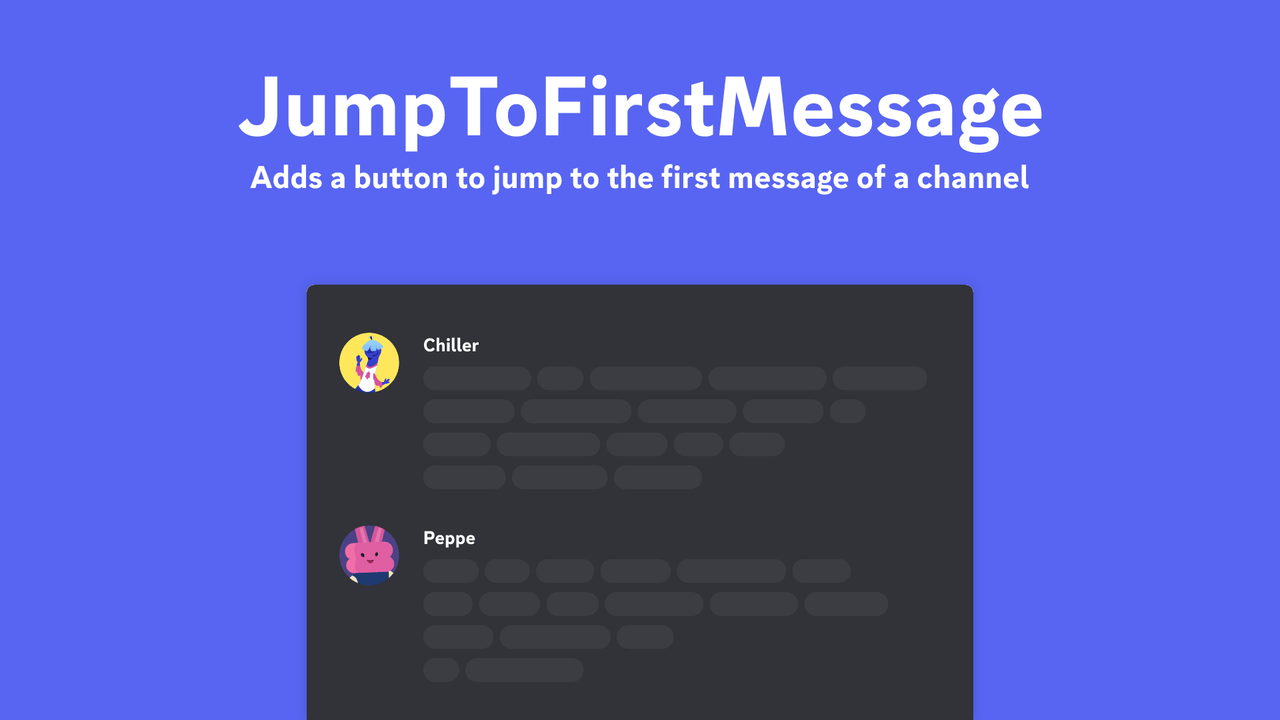 JumpToFirstMessage
Adds a button to jump to the first message of a channel
Chiller
Peppe